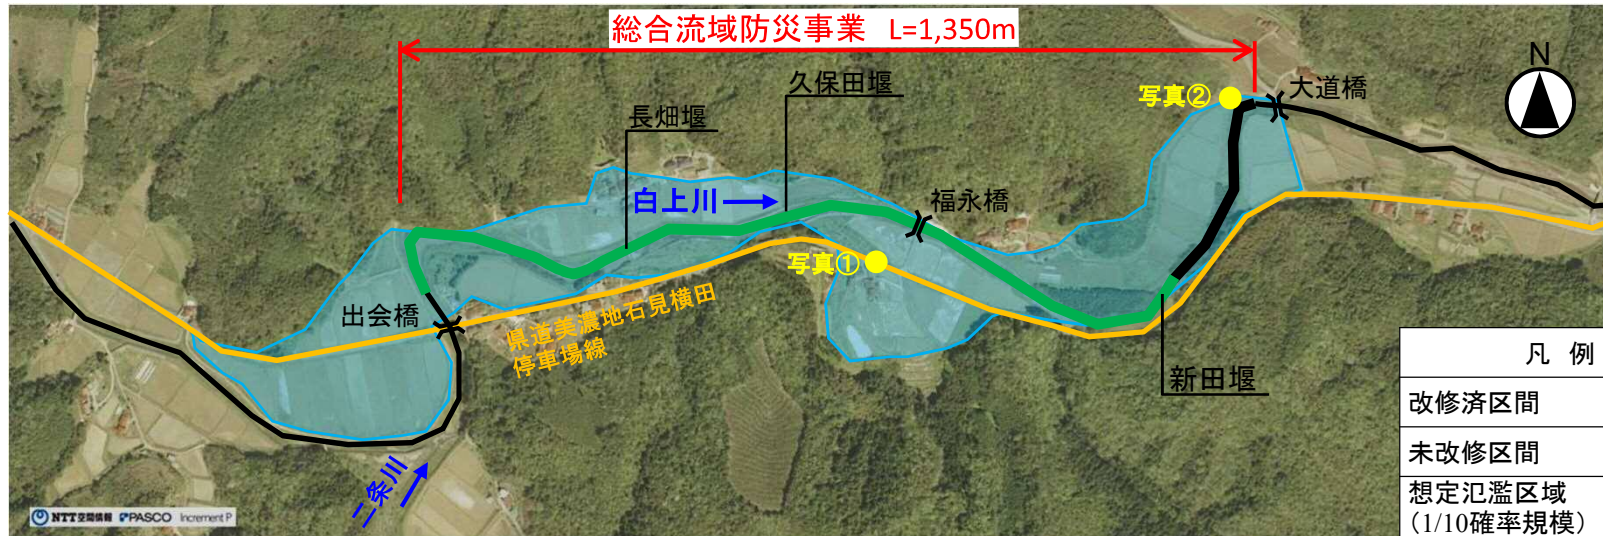 総合流域防災事業 L=1,350m
久保田堰
長畑堰
写真②
大道橋
N
白上川
福永橋
写真①
出会橋
県道美濃地石見横田
停車場線
新田堰
二条川
凡 例
改修済区間
未改修区間
想定氾濫区域
(1/10確率規模)
NTT空間情報 PASCO Increment P